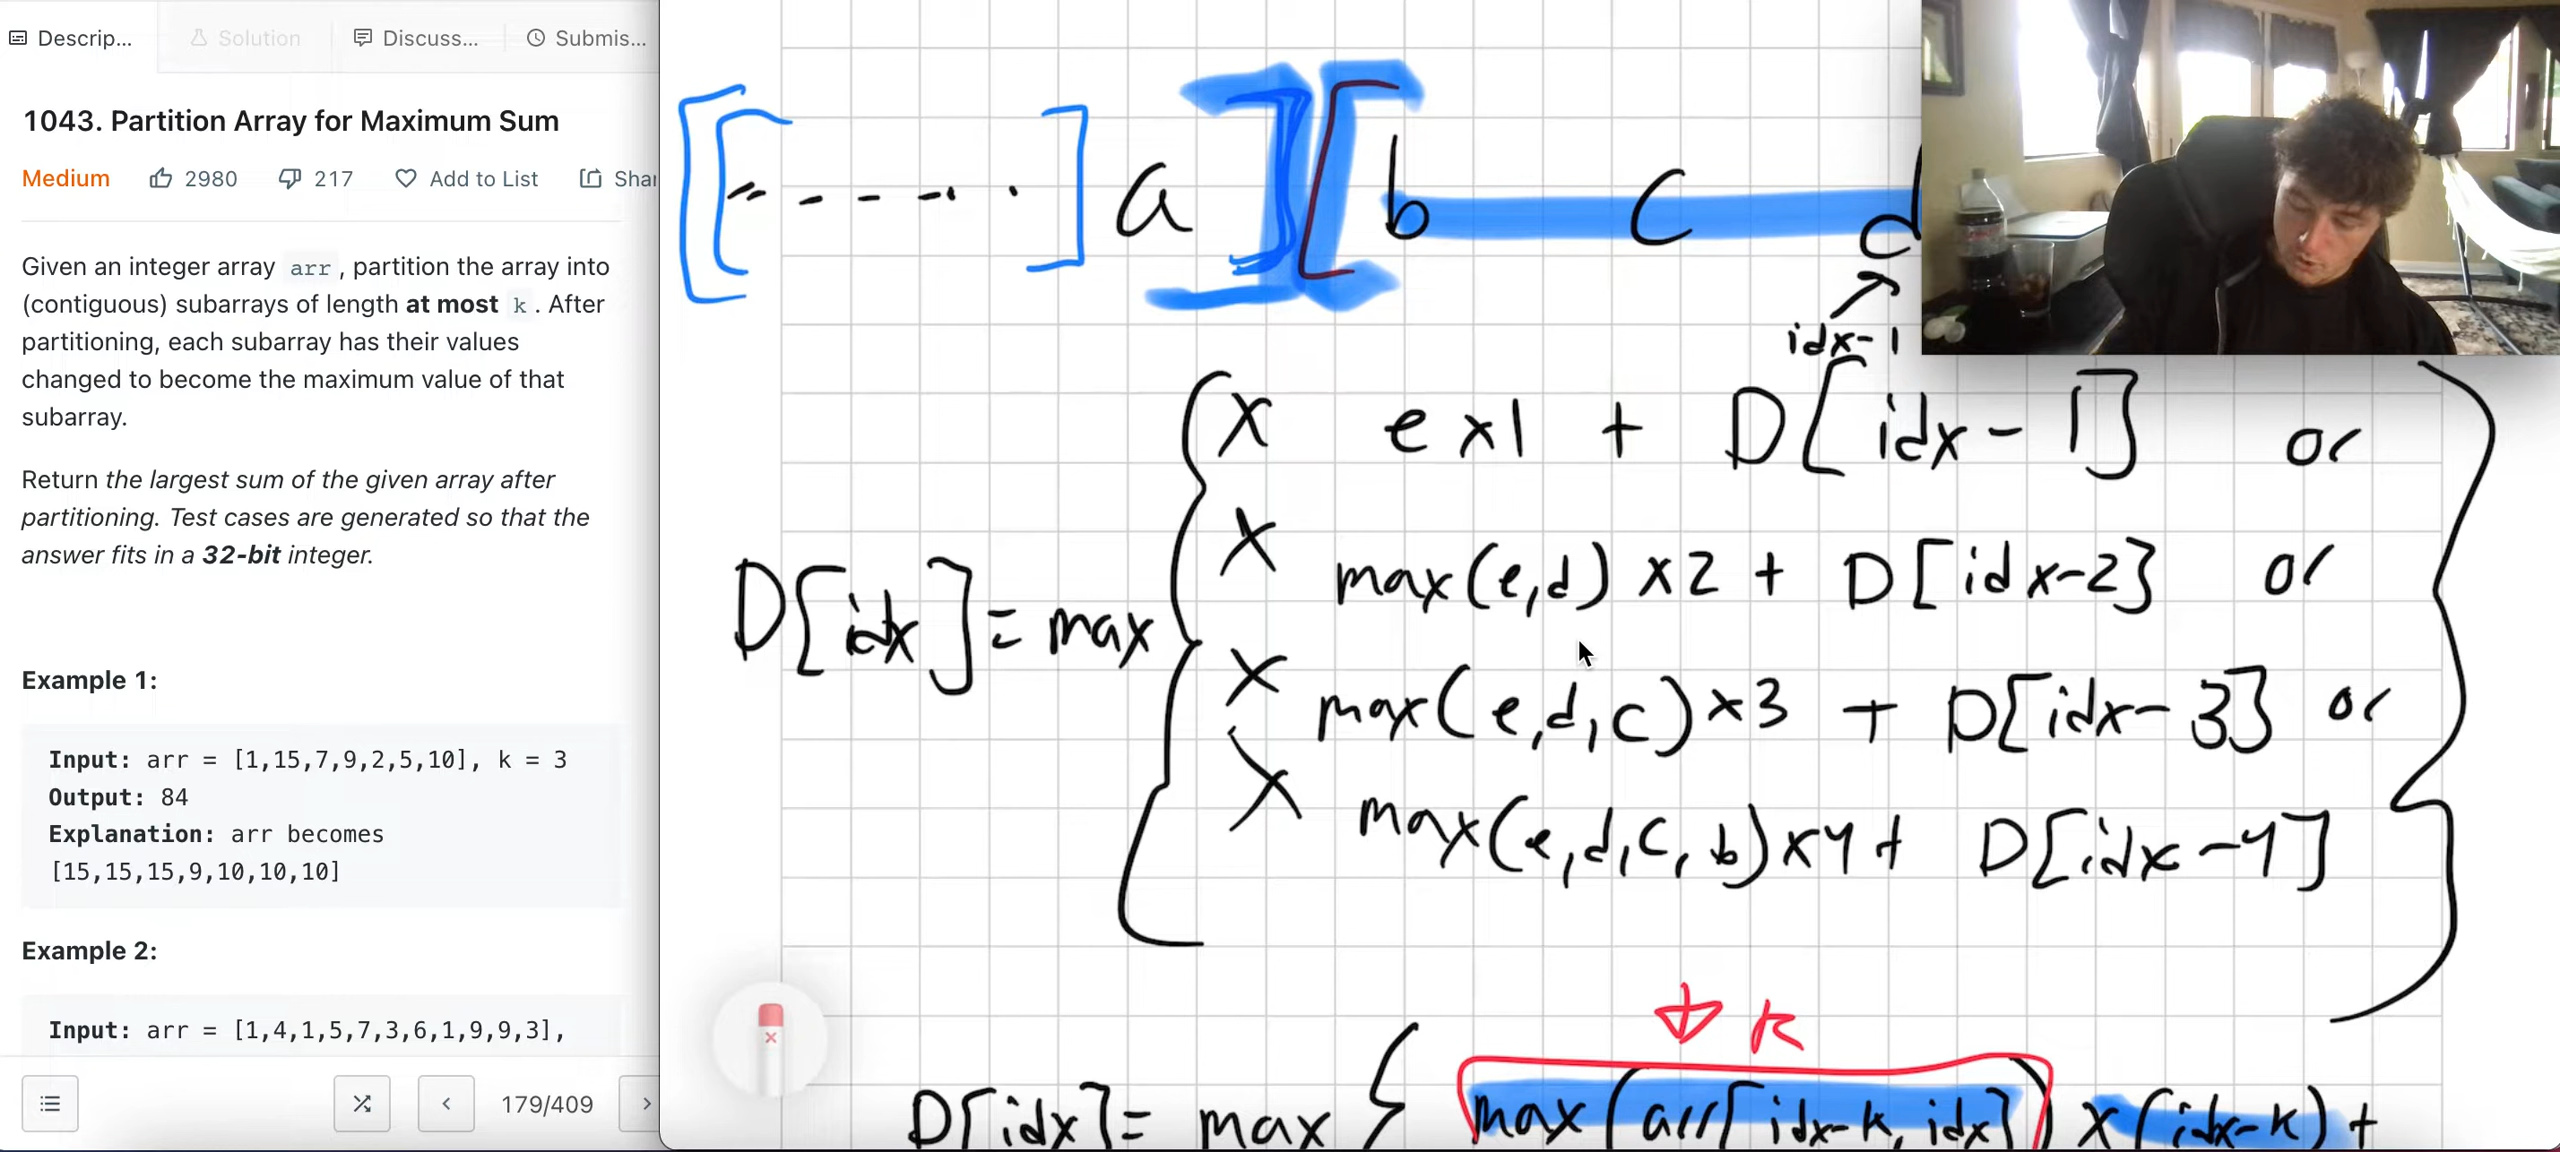 Descrip...
Solution
Discuss...
Submis...
1043. Partition Array for Maximum Sum
Medium 2980 217 Add to List Shar
Given an integer array arr , partition the array into
(contiguous) subarrays of length at most k . After
partitioning, each subarray has their values
changed to become the maximum value of that
subarray.
Return the largest sum of the given array after
partitioning. Test cases are generated so that the
answer fits in a 32-bit integer.
Example 1:
Input: arr = [1,15,7,9,2,5,10], k = 3
Output: 84
Explanation: arr becomes
[15,15,15,9,10,10,10]
Example 2:
Input: arr = [1,4,1,5,7,3,6,1,9,9,3],
179/409
[[ - - - - · ] a ] [ b c d
idx-1
x e x1 + D[idx-1] or
x max(e,d) x2 + D[idx-2] or
D[idx] = max
x max(e,d,c) x3 + D[idx-3] or
x max(e,d,c,b) x4 + D[idx-4]
k
D[idx] = max { max(arr[idx-k, idx]) x (idx-k) +